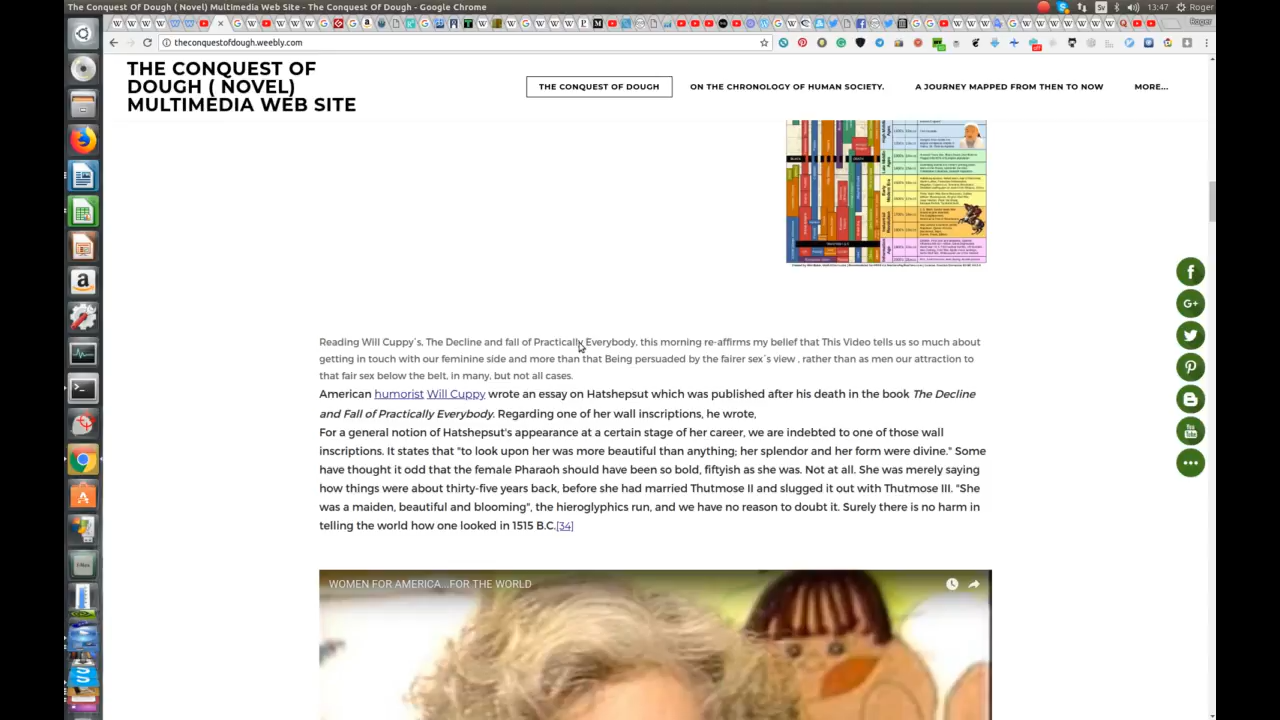 The Conquest Of Dough ( Novel) Multimedia Web Site - The Conquest Of Dough - Google Chrome
13:47
Roger
Roger
theconquestofdough.weebly.com
THE CONQUEST OF
DOUGH ( NOVEL)
MULTIMEDIA WEB SITE
THE CONQUEST OF DOUGH
ON THE CHRONOLOGY OF HUMAN SOCIETY.
A JOURNEY MAPPED FROM THEN TO NOW
MORE...
Reading Will Cuppy`s, The Decline and fall of Practically Everybody, this morning re-affirms my belief that This Video tells us so much about
getting in touch with our feminine side and more than that Being persuaded by the fairer sex`s view , rather than as men our attraction to
that fair sex below the belt, in many, but not all cases.
American humorist Will Cuppy wrote an essay on Hatshepsut which was published after his death in the book The Decline
and Fall of Practically Everybody. Regarding one of her wall inscriptions, he wrote,
For a general notion of Hatshepsut's appearance at a certain stage of her career, we are indebted to one of those wall
inscriptions. It states that "to look upon her was more beautiful than anything; her splendor and her form were divine." Some
have thought it odd that the female Pharaoh should have been so bold, fiftyish as she was. Not at all. She was merely saying
how things were about thirty-five years back, before she had married Thutmose II and slugged it out with Thutmose III. "She
was a maiden, beautiful and blooming", the hieroglyphics run, and we have no reason to doubt it. Surely there is no harm in
telling the world how one looked in 1515 B.C.[34]
WOMEN FOR AMERICA...FOR THE WORLD